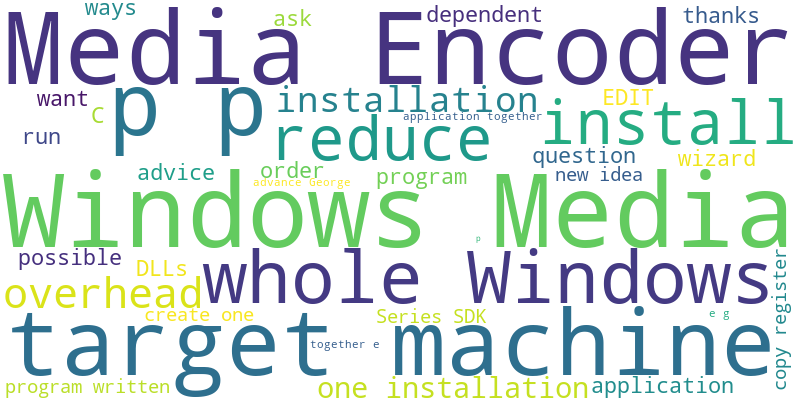 ways
ask
dependent
thanks
Media Encoder
want
C
p p
installation
application together
EDIT
install
run
reduce
question
wizard
advice
order
program
new idea
advance George
Windows Media
p
possible
DLLs
whole Windows
overhead
create one
Series SDK
e g
copy register
target machine
together e
program written
one installation
application